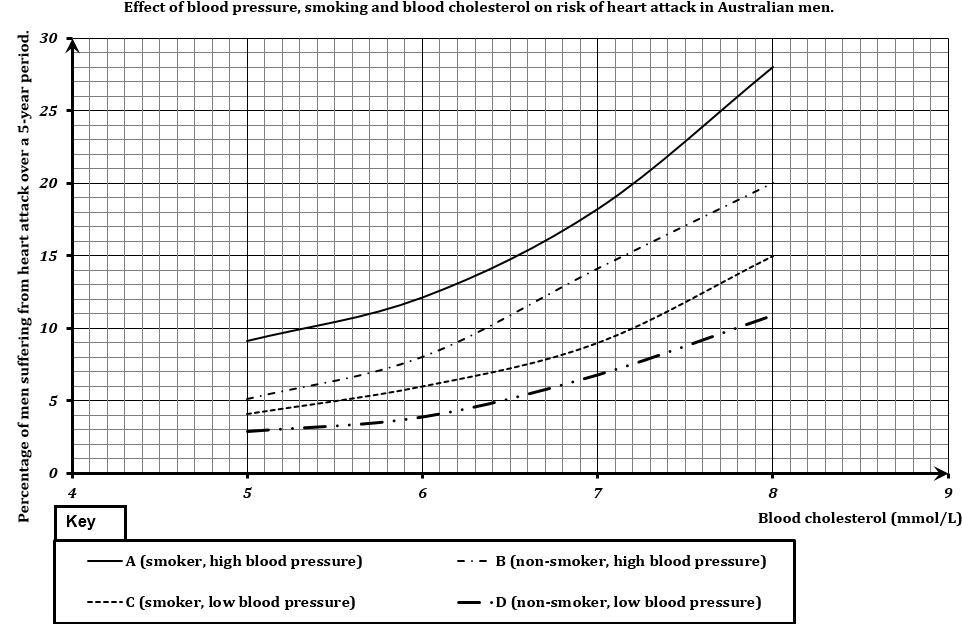 Effect of blood pressure, smoking and blood cholesterol on risk of heart attack in Australian men.
Percentage of men suffering from heart attack over a 5-year period.
30
25
20
15
10
5
0
4 5 6 7 8 9
Blood cholesterol (mmol/L)
Key
A (smoker, high blood pressure)
B (non-smoker, high blood pressure)
C (smoker, low blood pressure)
D (non-smoker, low blood pressure)